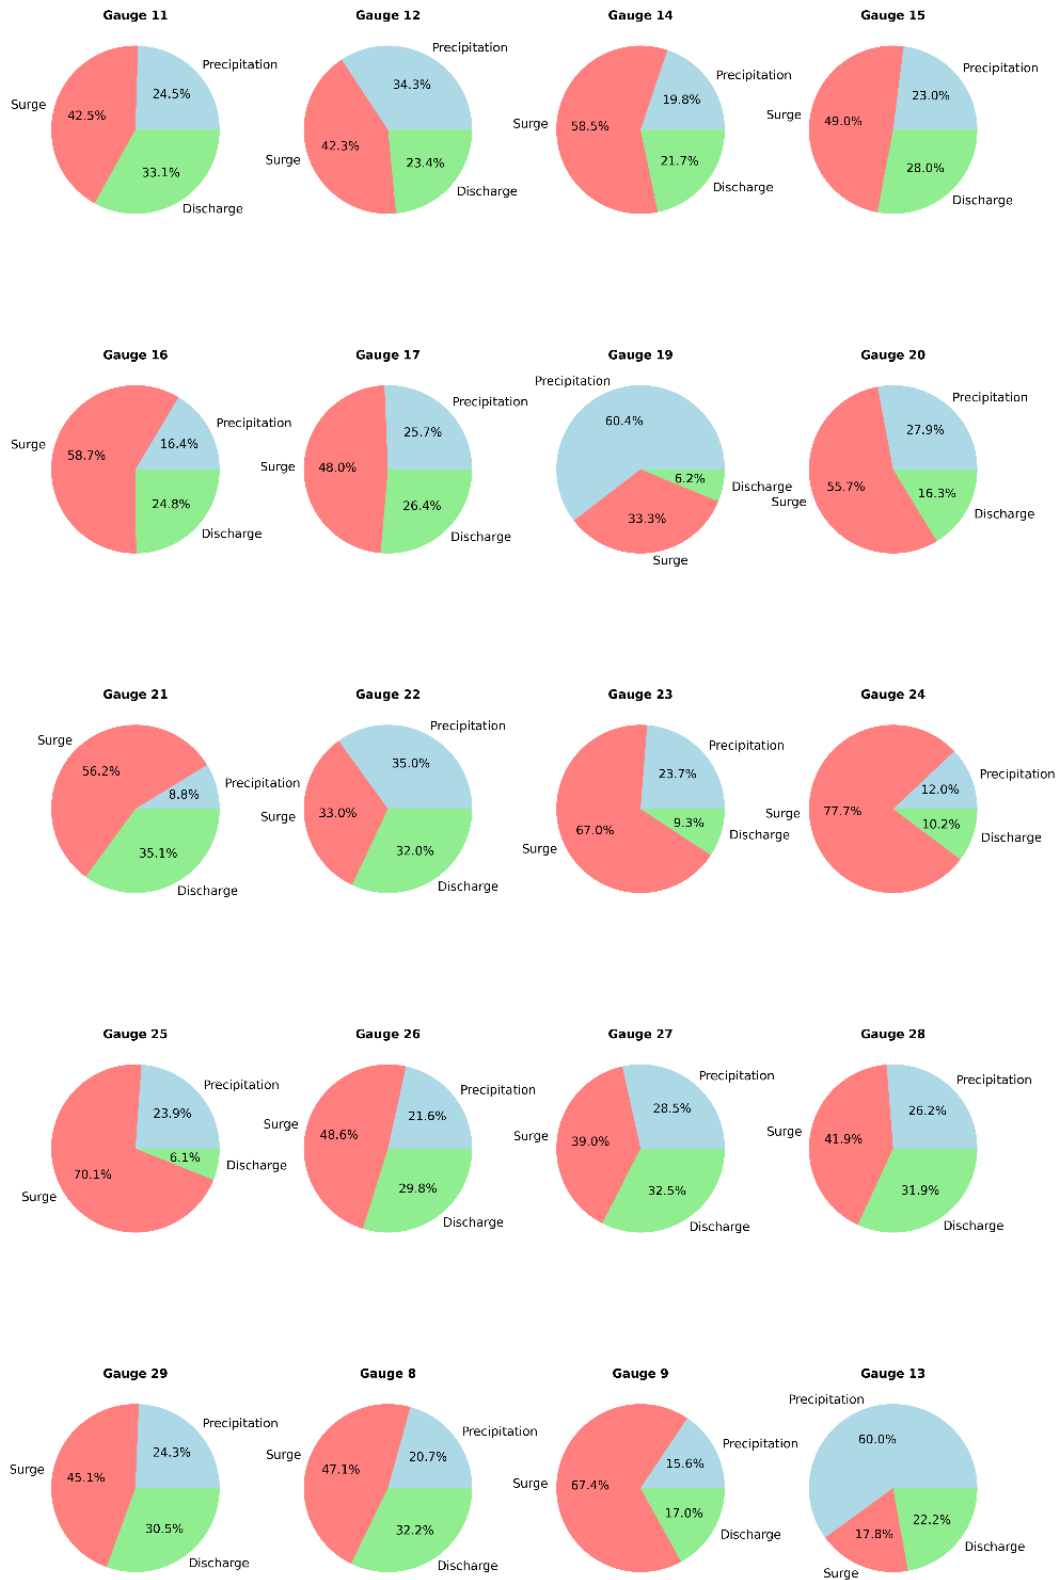 Gauge 11
Precipitation
24.5%
Surge
42.5%
33.1%
Discharge
Gauge 12
Precipitation
34.3%
Surge
42.3%
23.4%
Discharge
Gauge 14
Precipitation
19.8%
Surge
58.5%
21.7%
Discharge
Gauge 15
Precipitation
23.0%
Surge
49.0%
28.0%
Discharge
Gauge 16
Precipitation
16.4%
Surge
58.7%
24.8%
Discharge
Gauge 17
Precipitation
25.7%
Surge
48.0%
26.4%
Discharge
Gauge 19
Precipitation
60.4%
6.2%
Discharge
33.3%
Surge
Gauge 20
Precipitation
27.9%
55.7%
Surge
16.3%
Discharge
Gauge 21
Surge
56.2%
Precipitation
8.8%
35.1%
Discharge
Gauge 22
Precipitation
35.0%
Surge
33.0%
32.0%
Discharge
Gauge 23
Precipitation
23.7%
9.3%
Discharge
67.0%
Surge
Gauge 24
Precipitation
12.0%
Surge
77.7%
10.2%
Discharge
Gauge 25
Precipitation
23.9%
6.1%
Discharge
70.1%
Surge
Gauge 26
Precipitation
21.6%
Surge
48.6%
29.8%
Discharge
Gauge 27
Precipitation
28.5%
Surge
39.0%
32.5%
Discharge
Gauge 28
Precipitation
26.2%
Surge
41.9%
31.9%
Discharge
Gauge 29
Precipitation
24.3%
Surge
45.1%
30.5%
Discharge
Gauge 8
Precipitation
20.7%
Surge
47.1%
32.2%
Discharge
Gauge 9
Precipitation
15.6%
Surge
67.4%
17.0%
Discharge
Gauge 13
Precipitation
60.0%
17.8%
Surge
22.2%
Discharge